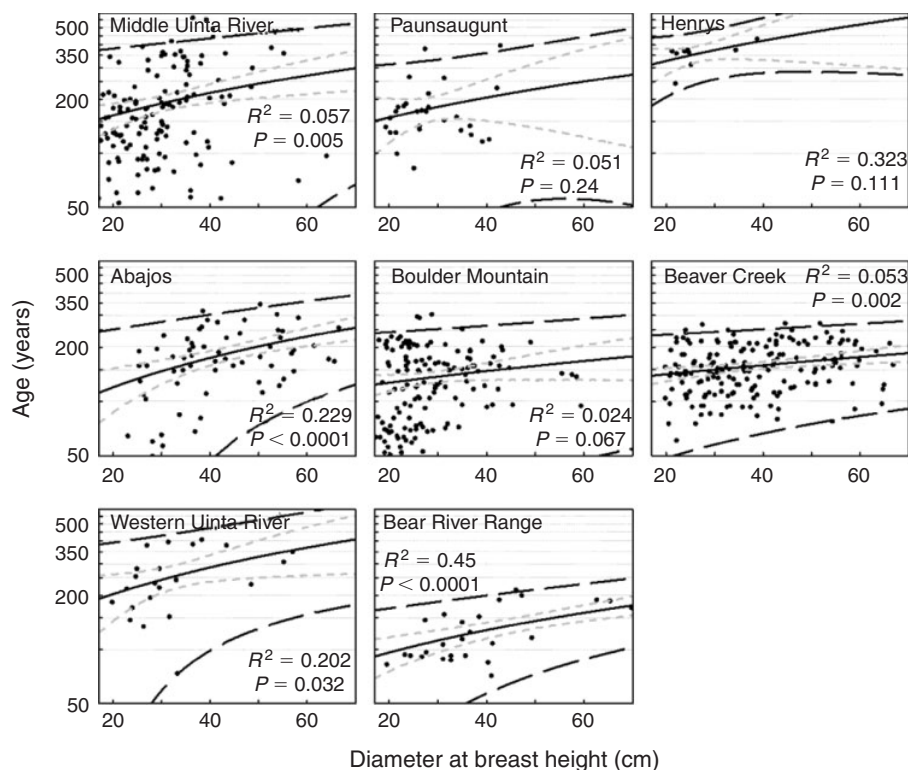 Middle Uinta River
Paunsaugunt
Henrys
500
350
200
50
R² = 0.057
P = 0.005
R² = 0.051
P = 0.24
R² = 0.323
P = 0.111
20 40 60
20 40 60
20 40 60
Abajos
Boulder Mountain
Beaver Creek
R² = 0.053
P = 0.002
500
350
200
50
Age (years)
R² = 0.229
P < 0.0001
R² = 0.024
P = 0.067
20 40 60
20 40 60
20 40 60
Western Uinta River
Bear River Range
500
350
200
50
R² = 0.45
P < 0.0001
R² = 0.202
P = 0.032
20 40 60
20 40 60
Diameter at breast height (cm)